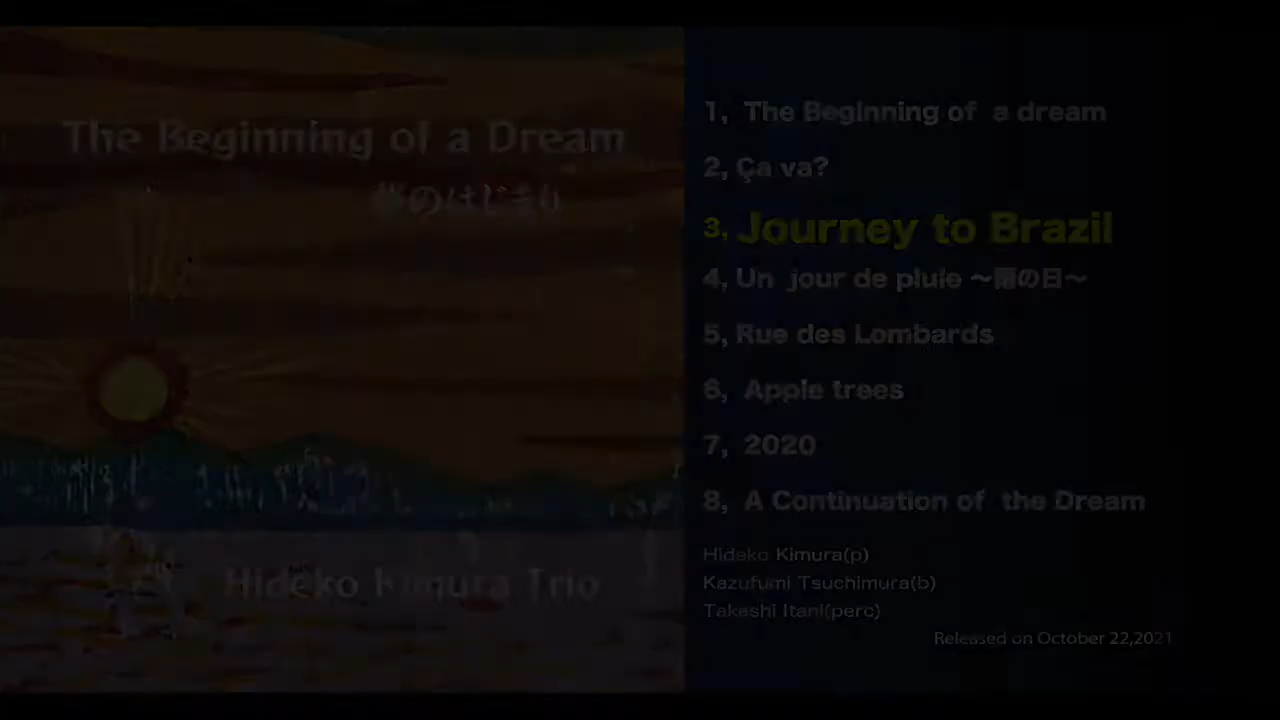 The Beginning of a Dream
夢のはじまり
Hideko Kimura Trio
1, The Beginning of a dream
2, Ça va?
3, Journey to Brazil
4, Un jour de pluie ～雨の日～
5, Rue des Lombards
6, Apple trees
7, 2020
8, A Continuation of the Dream
Hideko Kimura(p)
Kazufumi Tsuchimura(b)
Takashi Itani(perc)
Released on October 22,2021